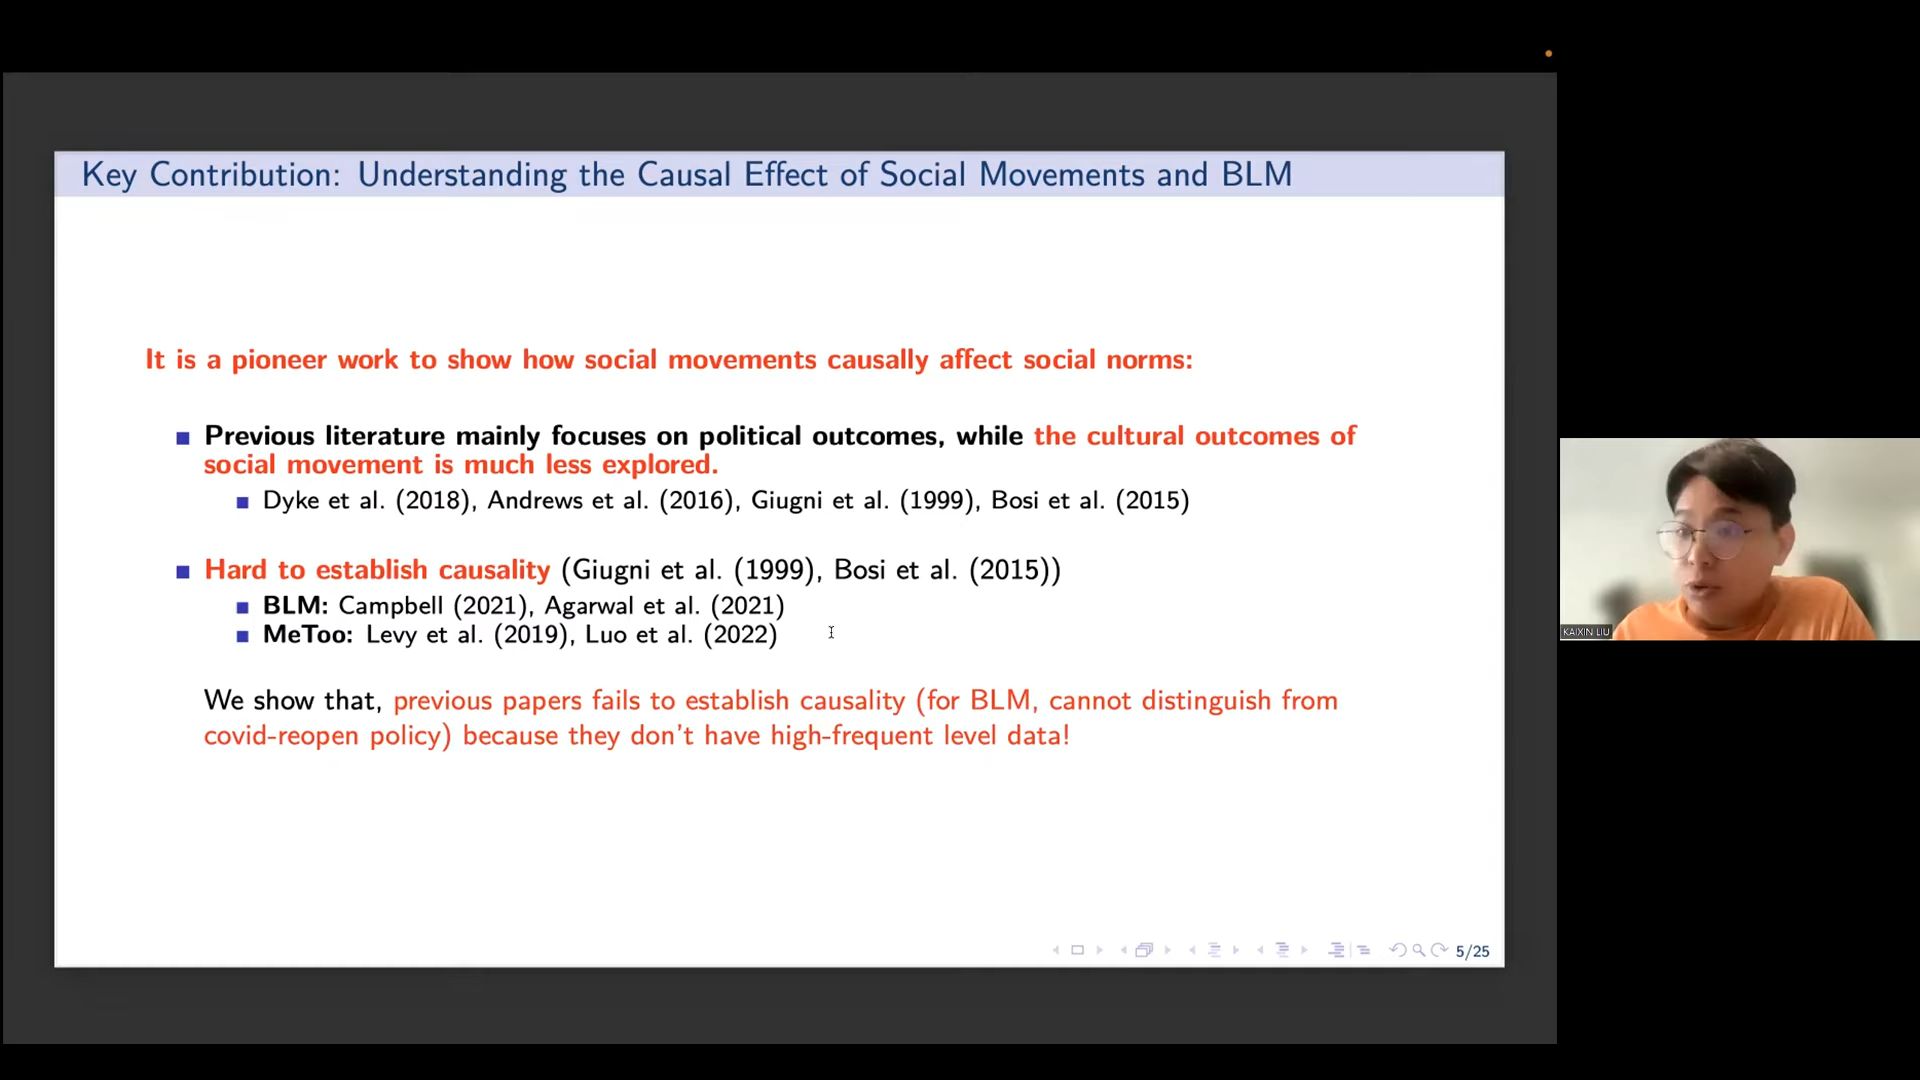 Key Contribution: Understanding the Causal Effect of Social Movements and BLM
It is a pioneer work to show how social movements causally affect social norms:
Previous literature mainly focuses on political outcomes, while the cultural outcomes of
social movement is much less explored.
Dyke et al. (2018), Andrews et al. (2016), Giugni et al. (1999), Bosi et al. (2015)
Hard to establish causality (Giugni et al. (1999), Bosi et al. (2015))
BLM: Campbell (2021), Agarwal et al. (2021)
MeToo: Levy et al. (2019), Luo et al. (2022)
We show that, previous papers fails to establish causality (for BLM, cannot distinguish from
covid-reopen policy) because they don't have high-frequent level data!
5/25
KAIXIN LIU